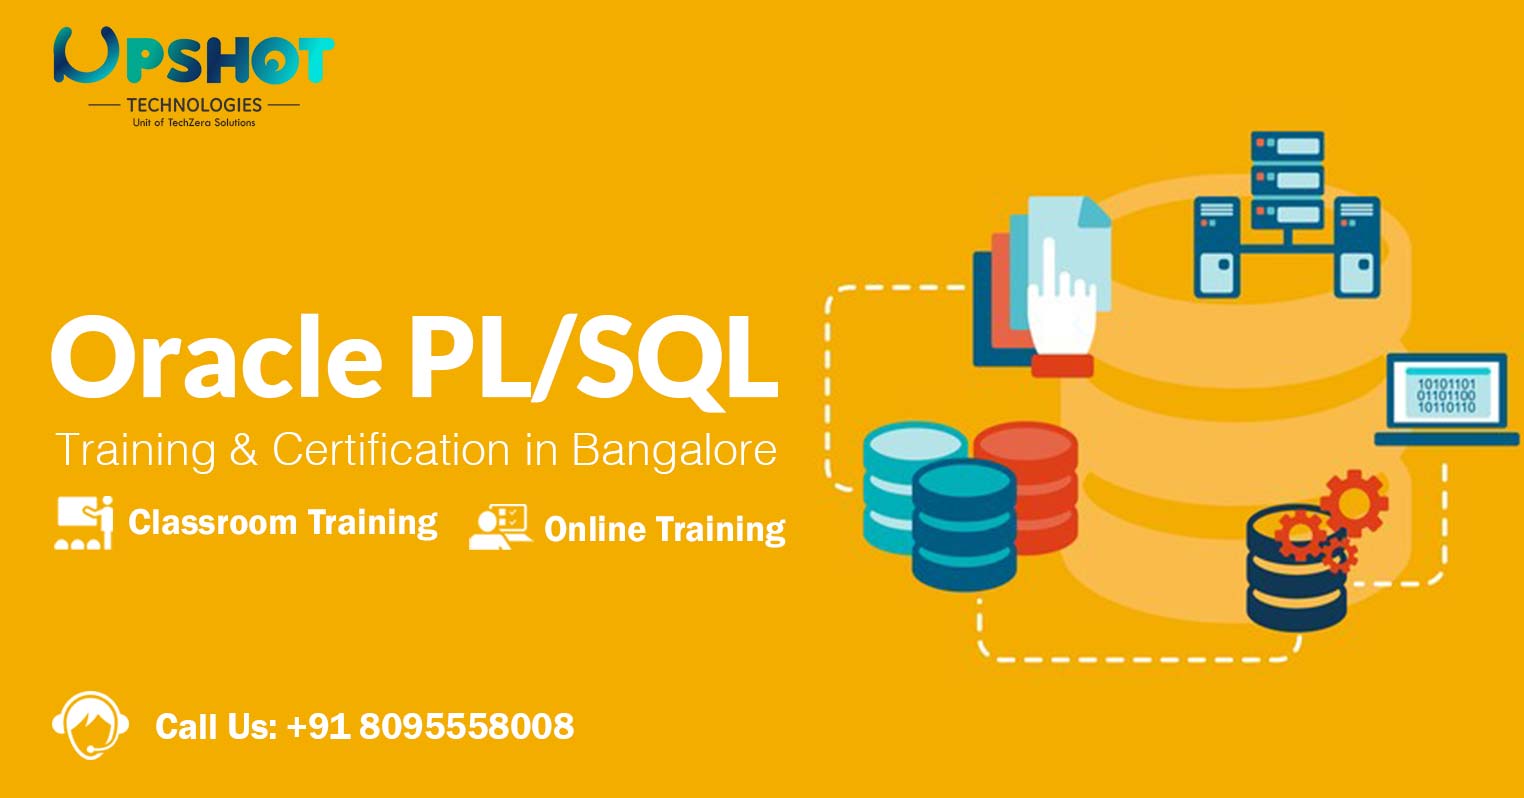 UPSHOT
TECHNOLOGIES
Unit of TechZera Solutions
Oracle PL/SQL
Training & Certification in Bangalore
Classroom Training
Online Training
Call Us: +91 8095558008
10101101
01101100
10110110